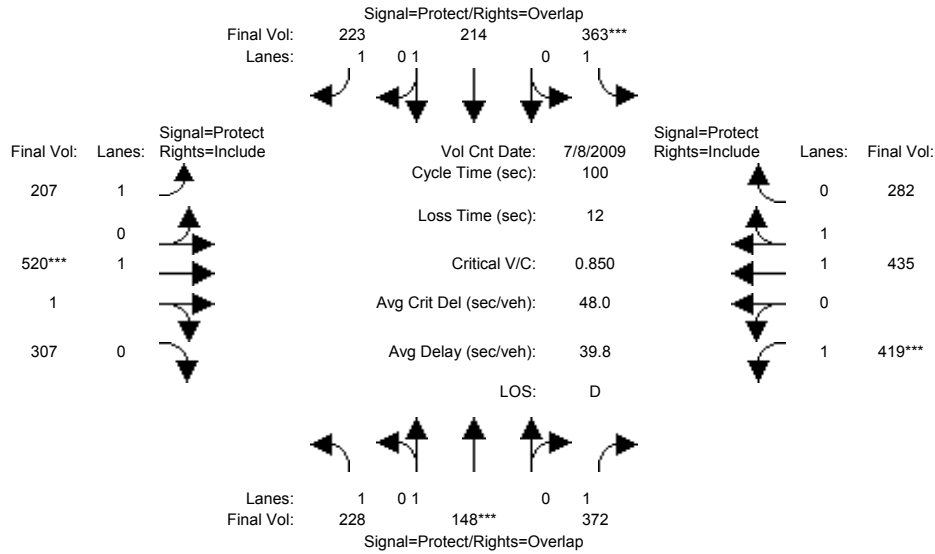 Signal=Protect/Rights=Overlap
Final Vol: 223 214 363***
Lanes: 1 0 1 0 1
Signal=Protect
Final Vol: Lanes: Rights=Include
Vol Cnt Date: 7/8/2009
Signal=Protect
Rights=Include Lanes: Final Vol:
Cycle Time (sec): 100
207 1
0 282
Loss Time (sec): 12
0
1
520*** 1
Critical V/C: 0.850
1 435
1
Avg Crit Del (sec/veh): 48.0
0
307 0
Avg Delay (sec/veh): 39.8
1 419***
LOS: D
Lanes: 1 0 1 0 1
Final Vol: 228 148*** 372
Signal=Protect/Rights=Overlap